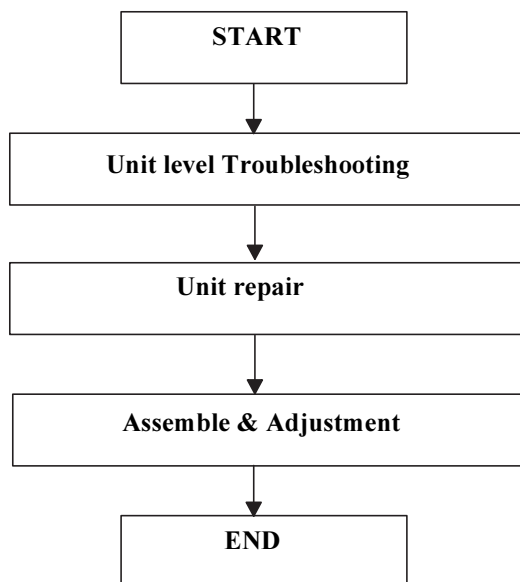 START
Unit level Troubleshooting
Unit repair
Assemble & Adjustment
END